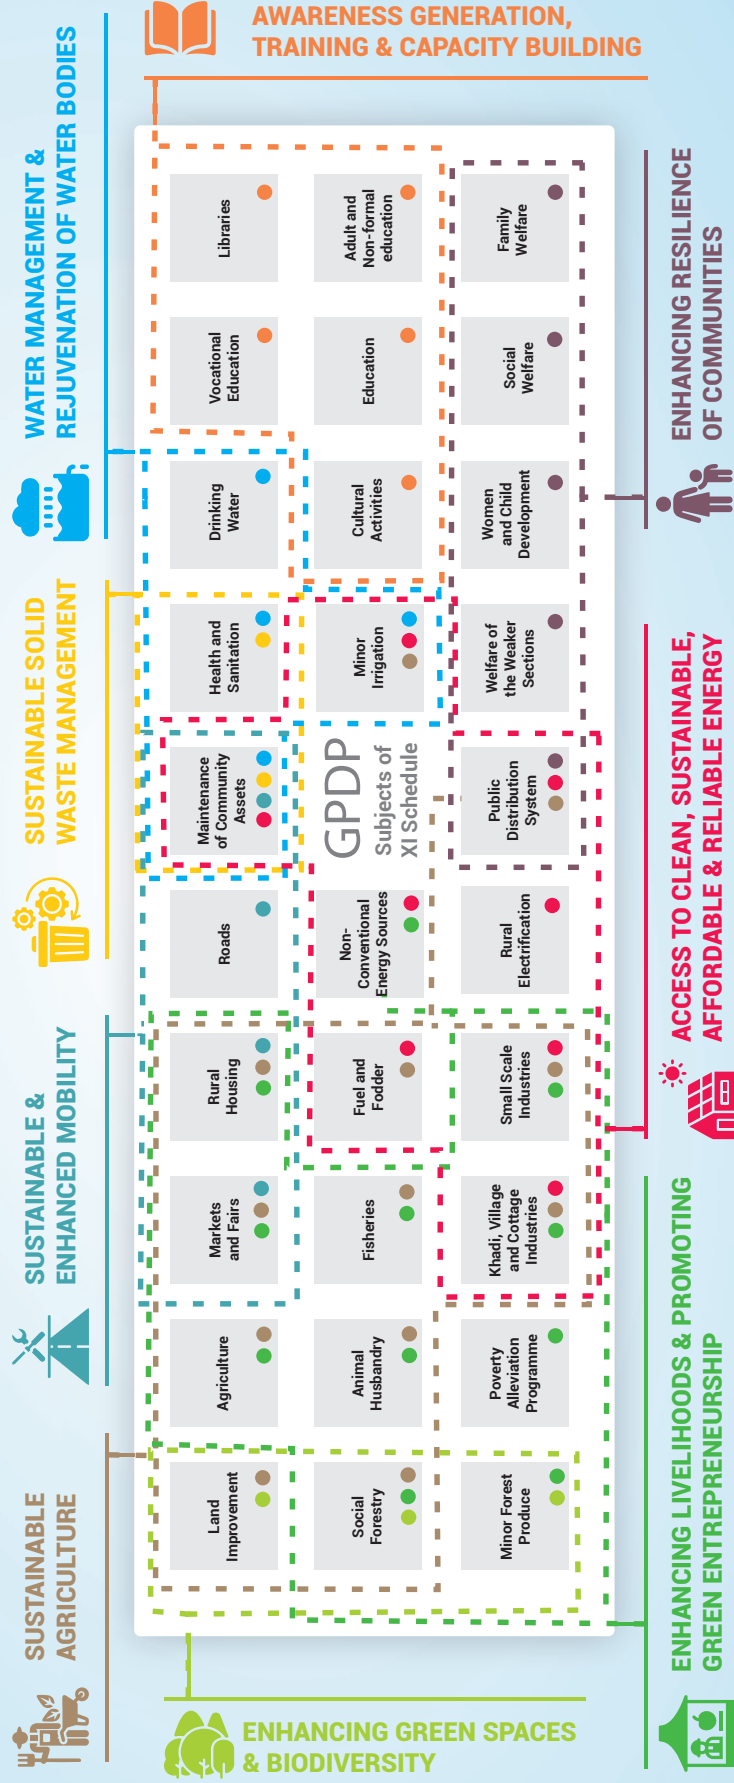 AWARENESS GENERATION,
TRAINING & CAPACITY BUILDING
SUSTAINABLE
AGRICULTURE
SUSTAINABLE &
ENHANCED MOBILITY
SUSTAINABLE SOLID
WASTE MANAGEMENT
WATER MANAGEMENT &
REJUVENATION OF WATER BODIES
Land
Improvement
Agriculture
Markets
and Fairs
Rural
Housing
Roads
Maintenance
of Community
Assets
Health and
Sanitation
Drinking
Water
Vocational
Education
Libraries
Social
Forestry
Animal
Husbandry
Fisheries
Fuel and
Fodder
Non-
Conventional
Energy Sources
GPDP
Subjects of
XI Schedule
Minor
Irrigation
Cultural
Activities
Education
Adult and
Non-formal
education
Minor Forest
Produce
Poverty
Alleviation
Programme
Khadi, Village
and Cottage
Industries
Small Scale
Industries
Rural
Electrification
Public
Distribution
System
Welfare of
the Weaker
Sections
Women
and Child
Development
Social
Welfare
Family
Welfare
ENHANCING LIVELIHOODS & PROMOTING
GREEN ENTREPRENEURSHIP
ACCESS TO CLEAN, SUSTAINABLE,
AFFORDABLE & RELIABLE ENERGY
ENHANCING RESILIENCE
OF COMMUNITIES
ENHANCING GREEN SPACES
& BIODIVERSITY